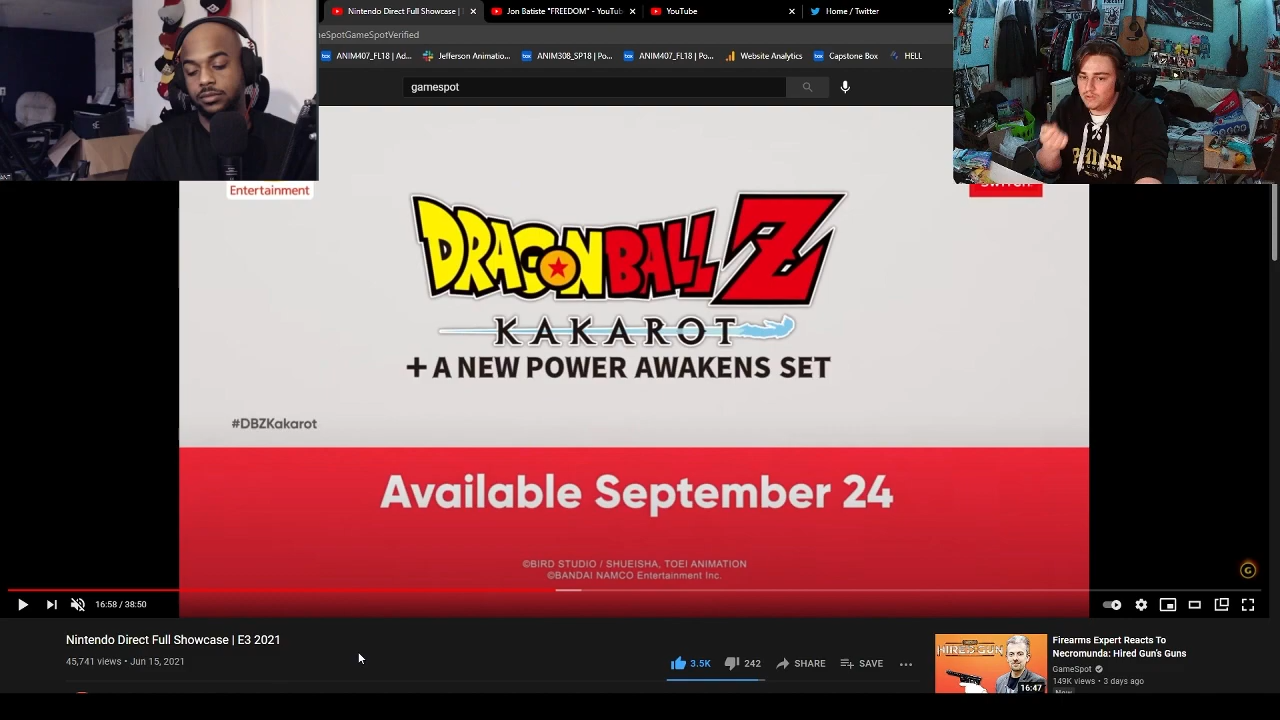 Nintendo Direct Full Showcase |
Jon Batiste "FREEDOM" - YouTub
YouTube
Home / Twitter
eSpotGameSpotVerified
ANIM407_FL18 | Ad...
Jefferson Animatio...
ANIM308_SP18 | Po...
ANIM407_FL18 | Po...
Website Analytics
Capstone Box
HELL
gamespot
Entertainment
DRAGONBALL Z
KAKAROT
+ A NEW POWER AWAKENS SET
#DBZKakarot
Available September 24
©BIRD STUDIO / SHUEISHA, TOEI ANIMATION
©BANDAI NAMCO Entertainment Inc.
16:58 / 38:50
Nintendo Direct Full Showcase | E3 2021
45,741 views • Jun 15, 2021
3.5K
242
SHARE
SAVE
HIRED GUN
16:47
Firearms Expert Reacts To
Necromunda: Hired Gun's Guns
GameSpot
149K views • 3 days ago
New